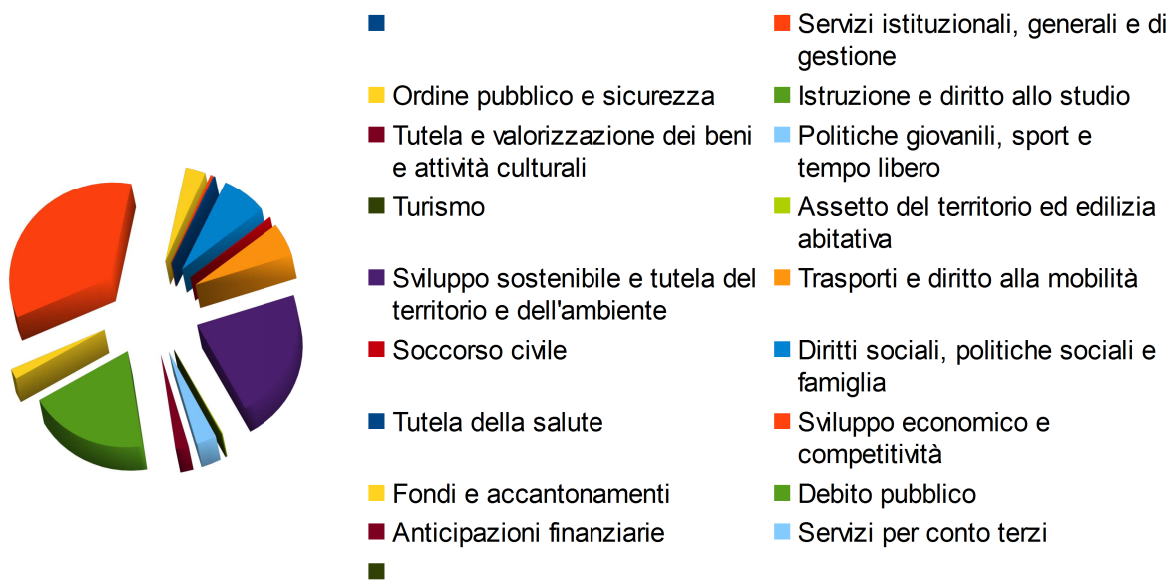 Servizi istituzionali, generali e di
gestione
Ordine pubblico e sicurezza
Istruzione e diritto allo studio
Tutela e valorizzazione dei beni
e attività culturali
Politiche giovanili, sport e
tempo libero
Turismo
Assetto del territorio ed edilizia
abitativa
Sviluppo sostenibile e tutela del
territorio e dell'ambiente
Trasporti e diritto alla mobilità
Soccorso civile
Diritti sociali, politiche sociali e
famiglia
Tutela della salute
Sviluppo economico e
competitività
Fondi e accantonamenti
Debito pubblico
Anticipazioni finanziarie
Servizi per conto terzi